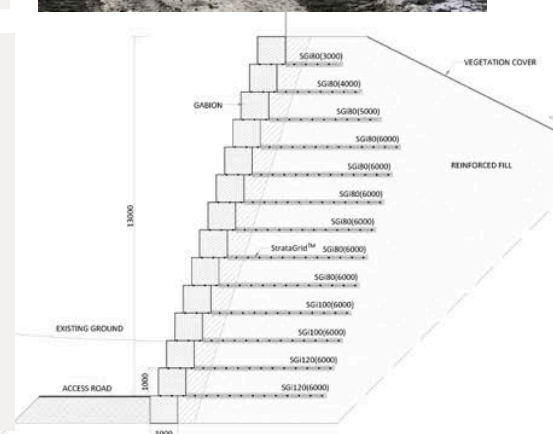 SGi80(3000)
VEGETATION COVER
SGi80(4000)
GABION
SGi80(5000)
SGi80(6000)
SGi80(6000)
REINFORCED FILL
SGi80(6000)
13000
SGi80(6000)
StrataGrid™ SGi80(6000)
SGi80(6000)
SGi100(6000)
EXISTING GROUND
SGi100(6000)
SGi120(6000)
1000
ACCESS ROAD
SGi120(6000)
1000